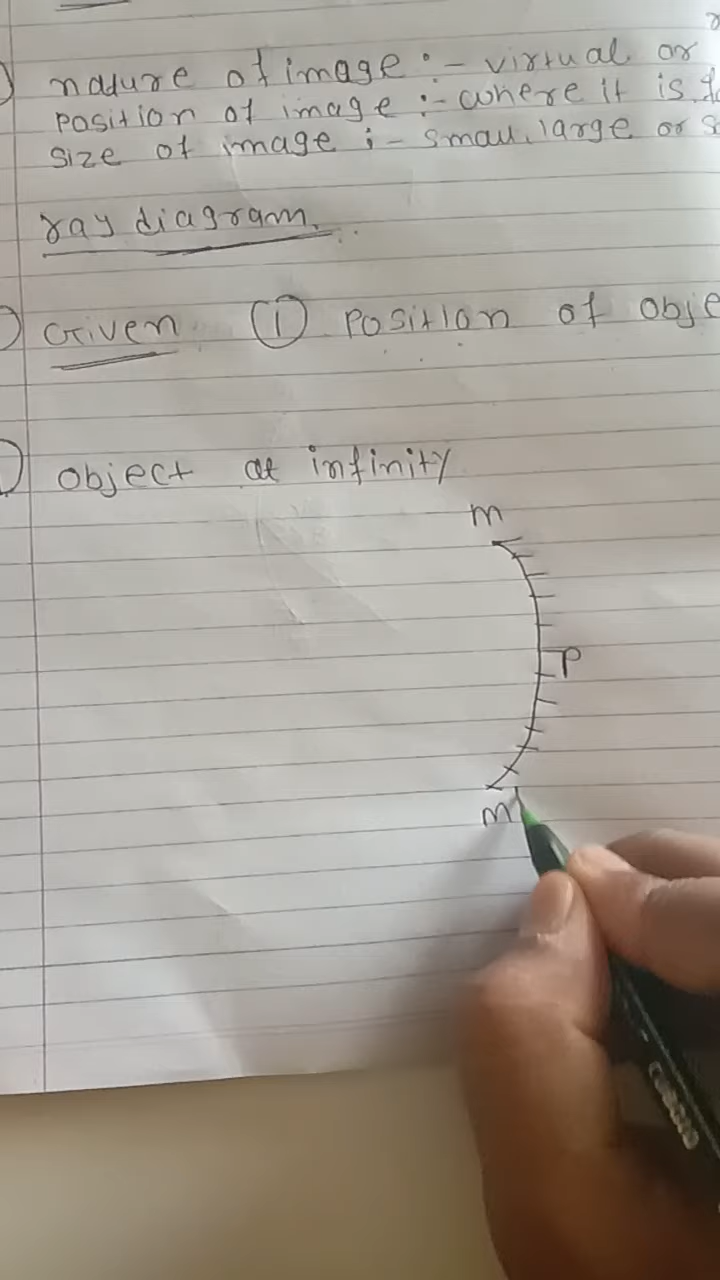 nature of image :- virtual or
Position of image :- where it is
size of image :- small, large or
ray diagram.
Given ① Position of obje
object at infinity
m
P
m'